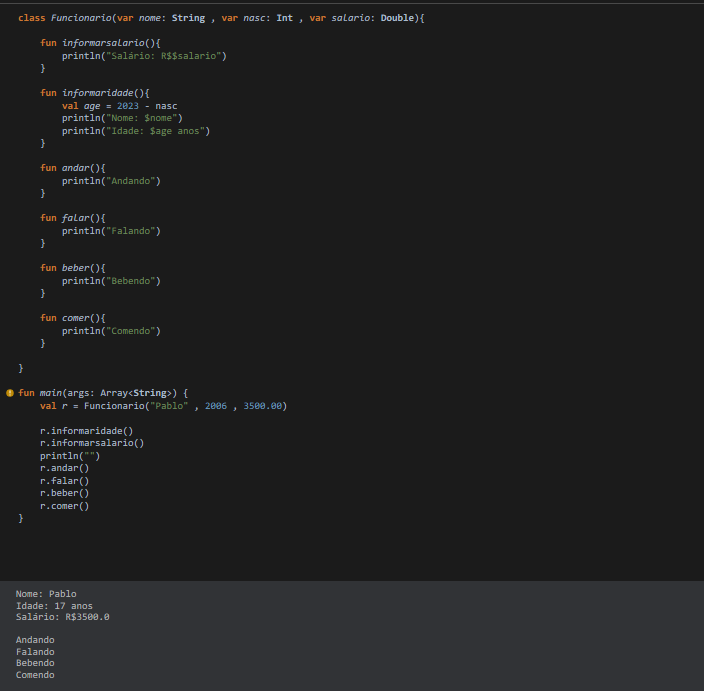 class Funcionario(var nome: String , var nasc: Int , var salario: Double){
fun informarsalario(){
println("Salário: R$$salario")
}
fun informaridade(){
val age = 2023 - nasc
println("Nome: $nome")
println("Idade: $age anos")
}
fun andar(){
println("Andando")
}
fun falar(){
println("Falando")
}
fun beber(){
println("Bebendo")
}
fun comer(){
println("Comendo")
}
}
fun main(args: Array<String>) {
val r = Funcionario("Pablo" , 2006 , 3500.00)
r.informaridade()
r.informarsalario()
println("")
r.andar()
r.falar()
r.beber()
r.comer()
}
Nome: Pablo
Idade: 17 anos
Salário: R$3500.0
Andando
Falando
Bebendo
Comendo